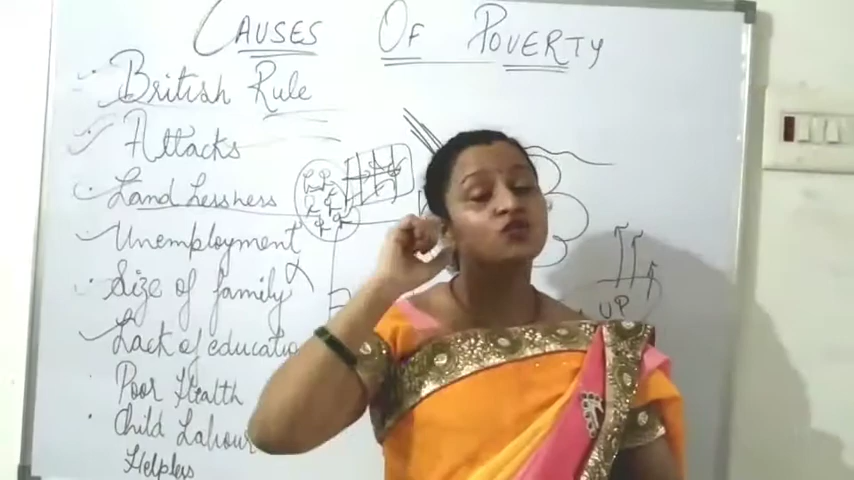 CAUSES OF POVERTY
British Rule
Attacks
Land lessness
Unemployment
Size of family
Lack of education
Poor Health
Child Labour
Helpless
UP